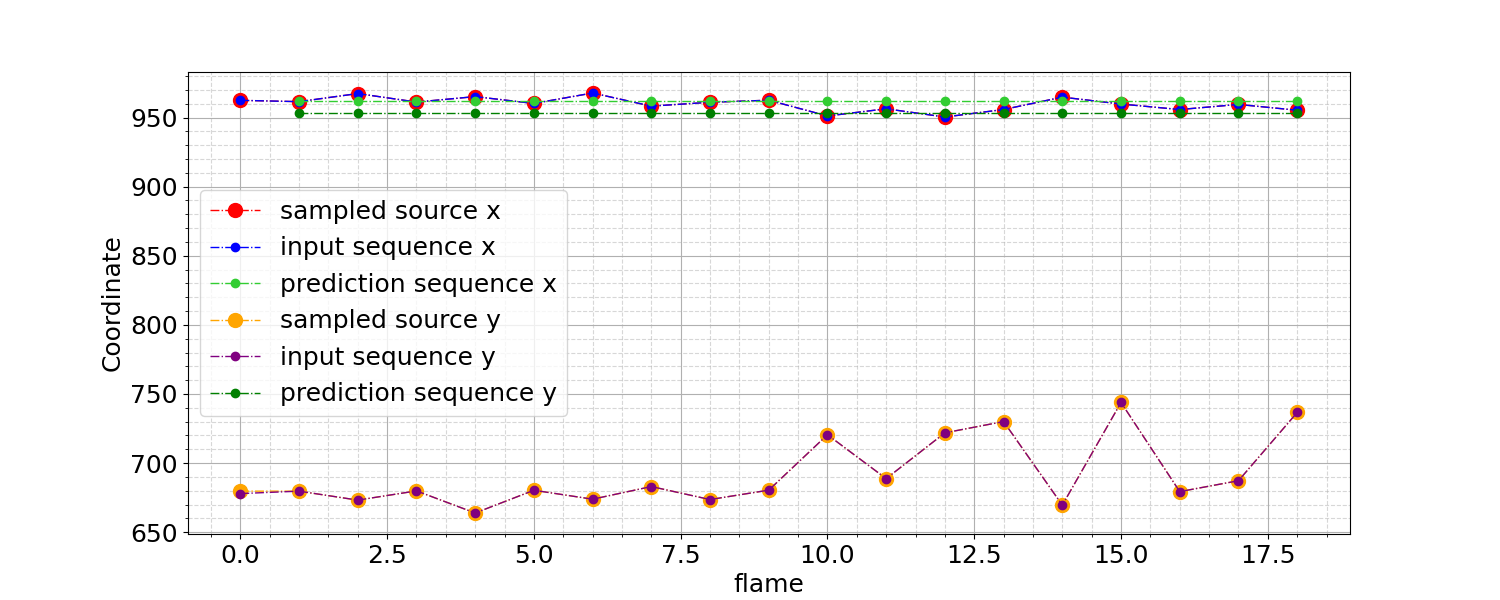 950
900
850
800
750
700
650
Coordinate
sampled source x
input sequence x
prediction sequence x
sampled source y
input sequence y
prediction sequence y
0.0 2.5 5.0 7.5 10.0 12.5 15.0 17.5
flame